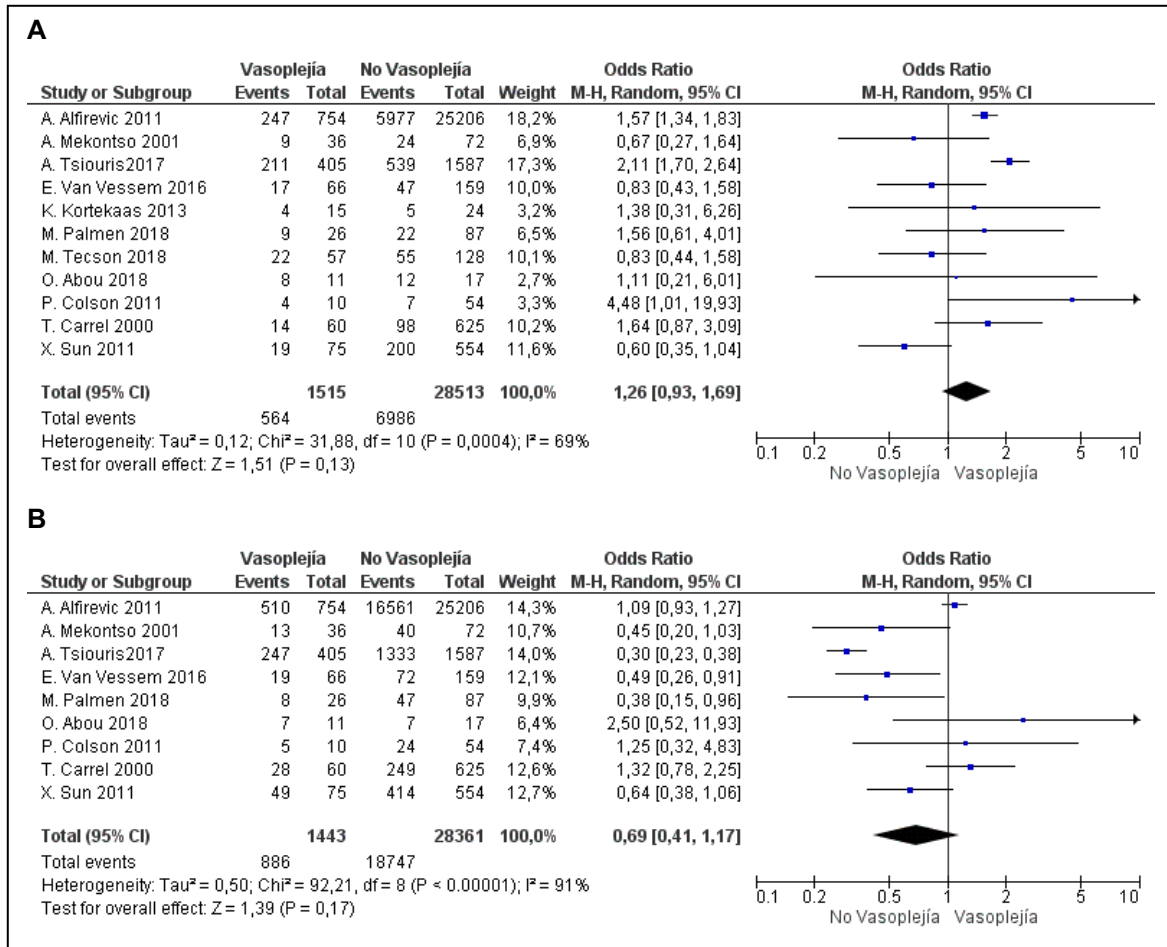 A
Vasoplejía No Vasoplejía Odds Ratio Odds Ratio
Study or Subgroup Events Total Events Total Weight M-H, Random, 95% CI M-H, Random, 95% CI
A. Alfirevic 2011 247 754 5977 25206 18,2% 1,57 [1,34, 1,83]
A. Mekontso 2001 9 36 24 72 6,9% 0,67 [0,27, 1,64]
A. Tsiouris2017 211 405 539 1587 17,3% 2,11 [1,70, 2,64]
E. Van Vessem 2016 17 66 47 159 10,0% 0,83 [0,43, 1,58]
K. Kortekaas 2013 4 15 5 24 3,2% 1,38 [0,31, 6,26]
M. Palmen 2018 9 26 22 87 6,5% 1,56 [0,61, 4,01]
M. Tecson 2018 22 57 55 128 10,1% 0,83 [0,44, 1,58]
O. Abou 2018 8 11 12 17 2,7% 1,11 [0,21, 6,01]
P. Colson 2011 4 10 7 54 3,3% 4,48 [1,01, 19,93]
T. Carrel 2000 14 60 98 625 10,2% 1,64 [0,87, 3,09]
X. Sun 2011 19 75 200 554 11,6% 0,60 [0,35, 1,04]
Total (95% CI) 1515 28513 100,0% 1,26 [0,93, 1,69]
Total events 564 6986
Heterogeneity: Tau² = 0,12; Chi² = 31,88, df = 10 (P = 0,0004); I² = 69%
Test for overall effect: Z = 1,51 (P = 0,13)
0.1 0.2 0.5 1 2 5 10
No Vasoplejía Vasoplejía
B
Vasoplejía No Vasoplejía Odds Ratio Odds Ratio
Study or Subgroup Events Total Events Total Weight M-H, Random, 95% CI M-H, Random, 95% CI
A. Alfirevic 2011 510 754 16561 25206 14,3% 1,09 [0,93, 1,27]
A. Mekontso 2001 13 36 40 72 10,7% 0,45 [0,20, 1,03]
A. Tsiouris2017 247 405 1333 1587 14,0% 0,30 [0,23, 0,38]
E. Van Vessem 2016 19 66 72 159 12,1% 0,49 [0,26, 0,91]
M. Palmen 2018 8 26 47 87 9,9% 0,38 [0,15, 0,96]
O. Abou 2018 7 11 7 17 6,4% 2,50 [0,52, 11,93]
P. Colson 2011 5 10 24 54 7,4% 1,25 [0,32, 4,83]
T. Carrel 2000 28 60 249 625 12,6% 1,32 [0,78, 2,25]
X. Sun 2011 49 75 414 554 12,7% 0,64 [0,38, 1,06]
Total (95% CI) 1443 28361 100,0% 0,69 [0,41, 1,17]
Total events 886 18747
Heterogeneity: Tau² = 0,50; Chi² = 92,21, df = 8 (P < 0.00001); I² = 91%
Test for overall effect: Z = 1,39 (P = 0,17)
0.1 0.2 0.5 1 2 5 10
No Vasoplejía Vasoplejía